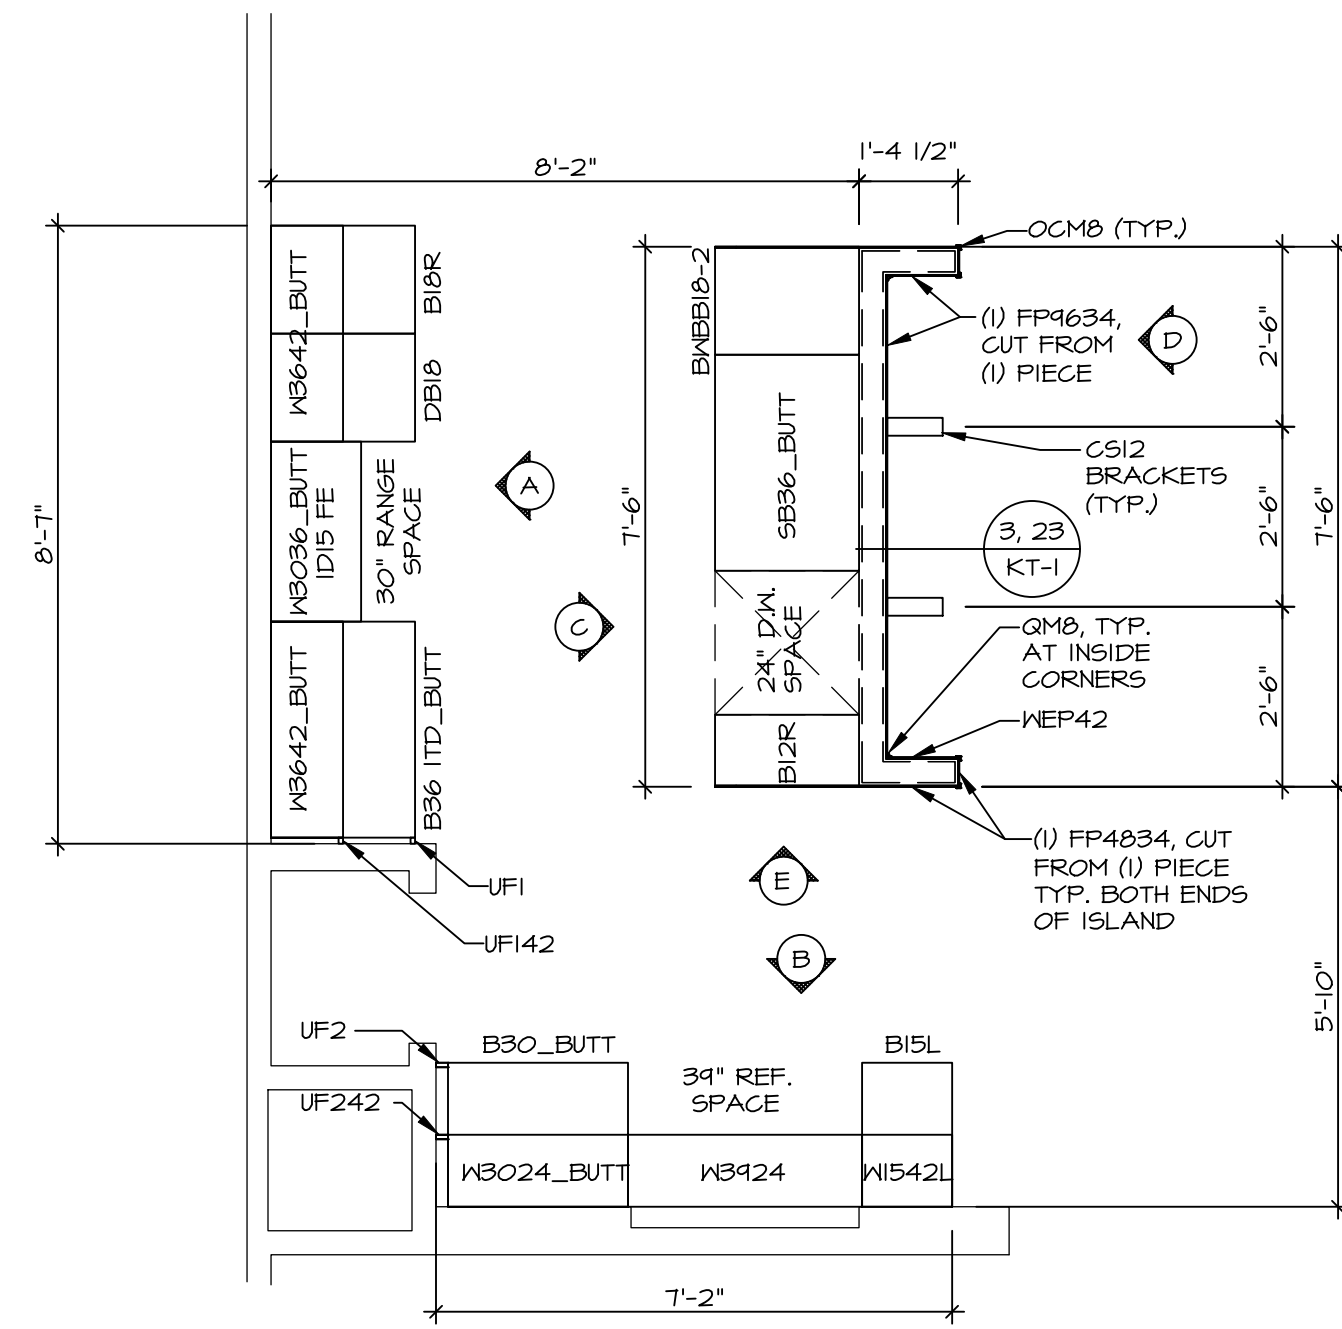 8'-2"
1'-4 1/2"
OCM8 (TYP.)
W3642_BUTT
B18R
DB18
8'-7"
W3036_BUTT
1D15 FE
30" RANGE
SPACE
W3642_BUTT
B36 1TD_BUTT
A
C
7'-6"
BWBB18-2
SB36_BUTT
24" D.W.
SPACE
B12R
(1) FP9634,
CUT FROM
(1) PIECE
D
2'-6"
CS12
BRACKETS
(TYP.)
3, 23
KT-1
2'-6"
7'-6"
QM8, TYP.
AT INSIDE
CORNERS
WEP42
2'-6"
(1) FP4834, CUT
FROM (1) PIECE
TYP. BOTH ENDS
OF ISLAND
UF1
UF142
E
B
5'-10"
UF2
B30_BUTT
B15L
39" REF.
SPACE
UF242
W3024_BUTT
W3924
W1542L
7'-2"